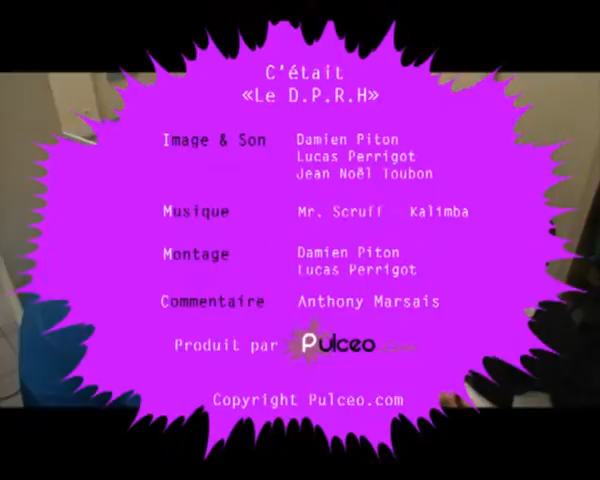 C'était
«Le D.P.R.H»
Image & Son
Damien Piton
Lucas Perrigot
Jean Noël Toubon
Musique
Mr. Scruff - Kalimba
Montage
Damien Piton
Lucas Perrigot
Commentaire
Anthony Marsais
Produit par Pulceo
Copyright Pulceo.com